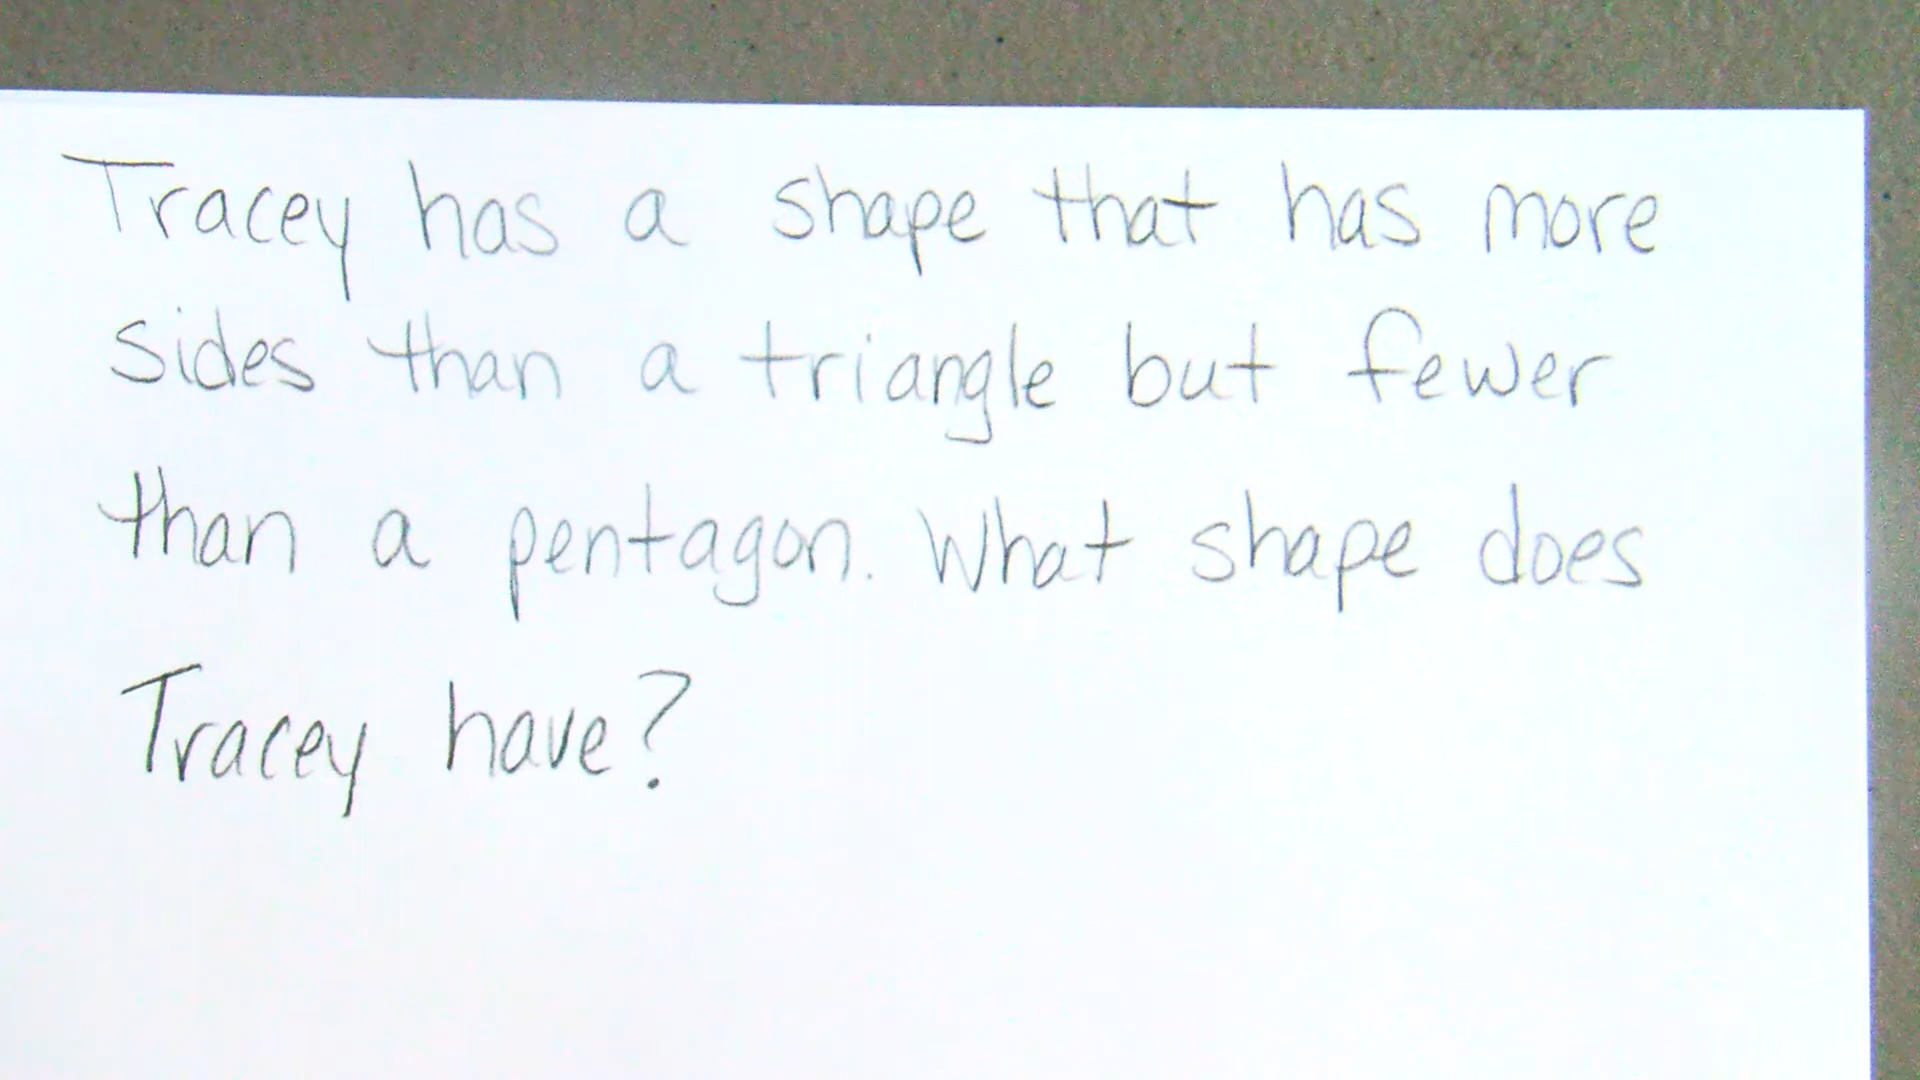 Tracey has a shape that has more
sides than a triangle but fewer
than a pentagon. What shape does
Tracey have?